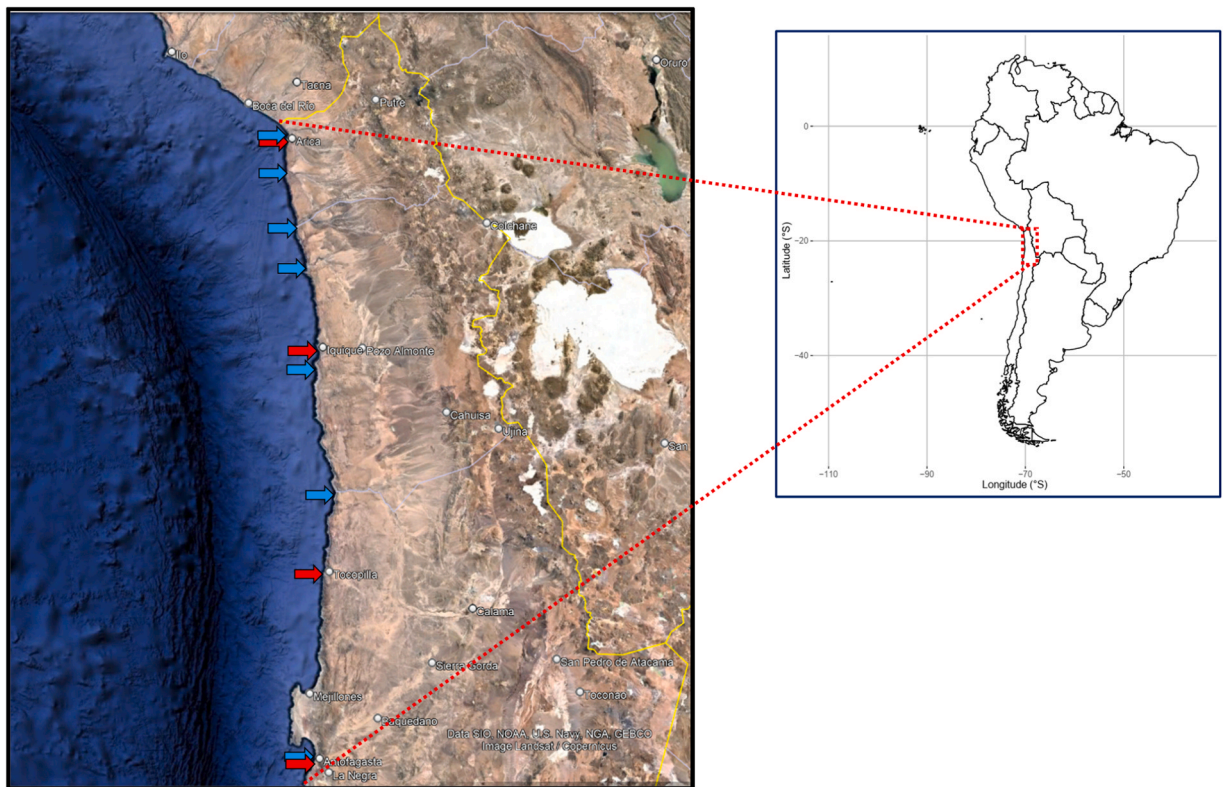 Ilo
Tacna
Oruro
Boca del Río
Putre
Arica
Colchane
Iquique
Pozo Almonte
Cahuisa
Ujina
San
Tocopilla
Calama
Sierra Gorda
San Pedro de Atacama
Mejillones
Toconao
Baquedano
Data SIO, NOAA, U.S. Navy, NGA, GEBCO
Image Landsat / Copernicus
Antofagasta
La Negra
0
-20
-40
Latitude (°S)
-110
-90
-70
-50
Longitude (°S)